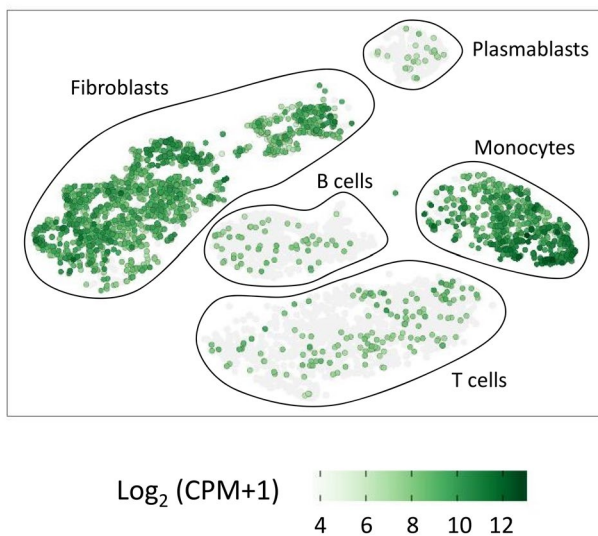 Plasmablasts
Fibroblasts
Monocytes
B cells
T cells
Log₂ (CPM+1)
4 6 8 10 12